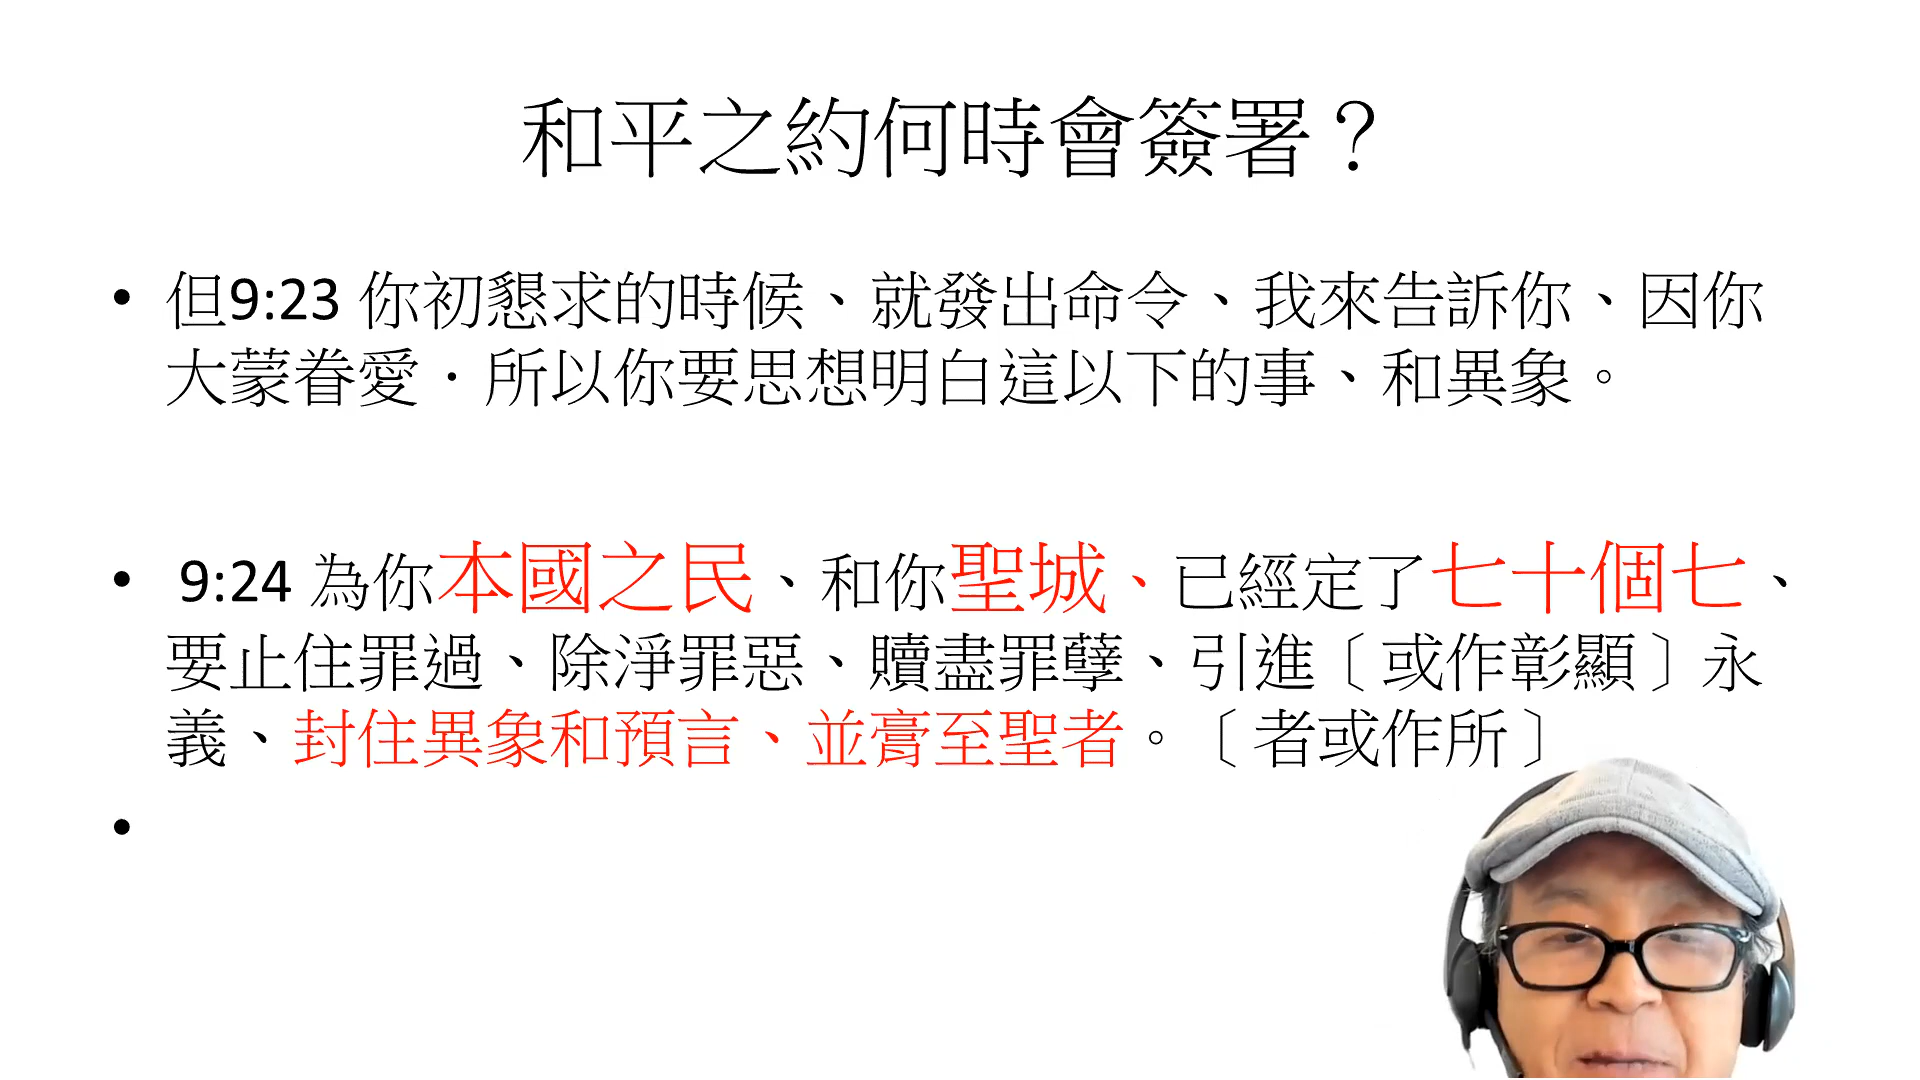 和平之約何時會簽署？
• 但9:23 你初懇求的時候、就發出命令、我來告訴你、因你
大蒙眷愛．所以你要思想明白這以下的事、和異象。
• 9:24 為你本國之民、和你聖城、已經定了七十個七、
要止住罪過、除淨罪惡、贖盡罪孽、引進〔或作彰顯〕永
義、封住異象和預言、並膏至聖者。〔者或作所〕
•